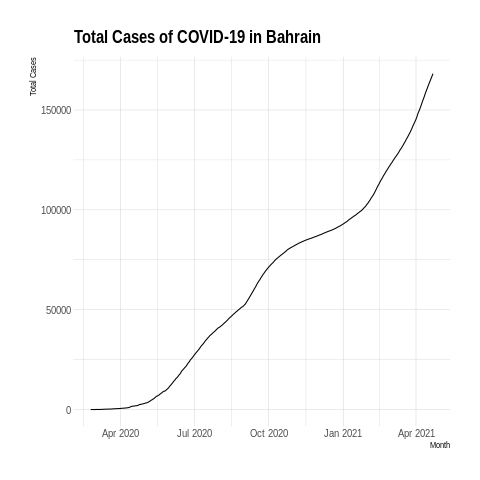 Total Cases of COVID-19 in Bahrain
Total Cases
150000
100000
50000
0
Apr 2020
Jul 2020
Oct 2020
Jan 2021
Apr 2021
Month